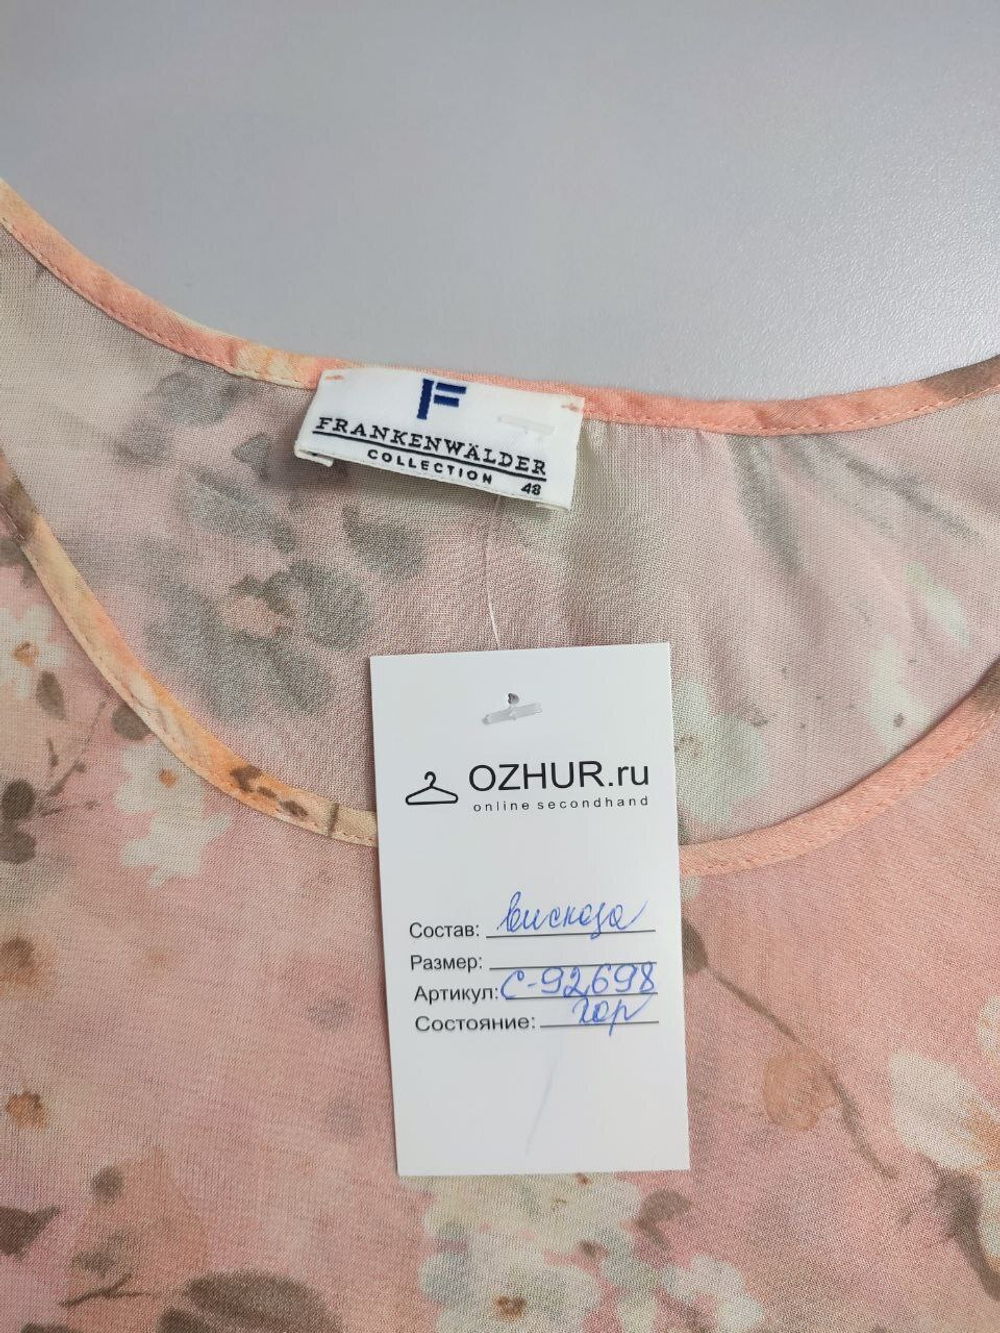 F
FRANKENWÄLDER
COLLECTION 48
OZHUR.ru
online secondhand
Состав: вискоза
Размер:
Артикул: С-92698
Состояние: хор